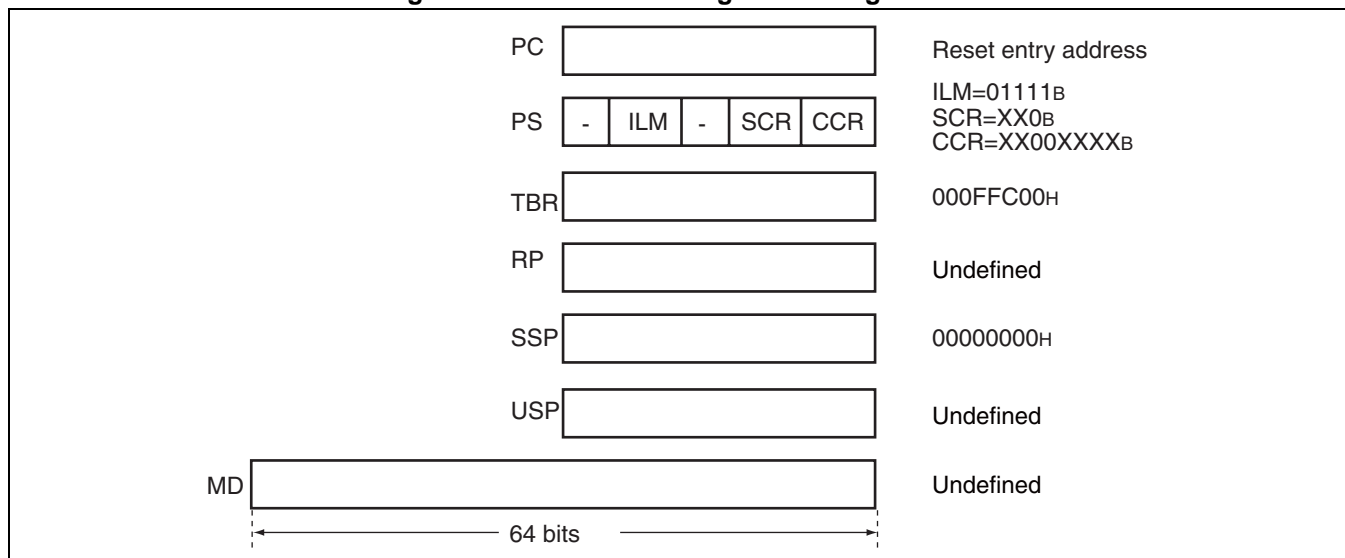 PC Reset entry address
ILM=01111B
PS - ILM - SCR CCR SCR=XX0B
CCR=XX00XXXXB
TBR 000FFC00H
RP Undefined
SSP 00000000H
USP Undefined
MD Undefined
64 bits